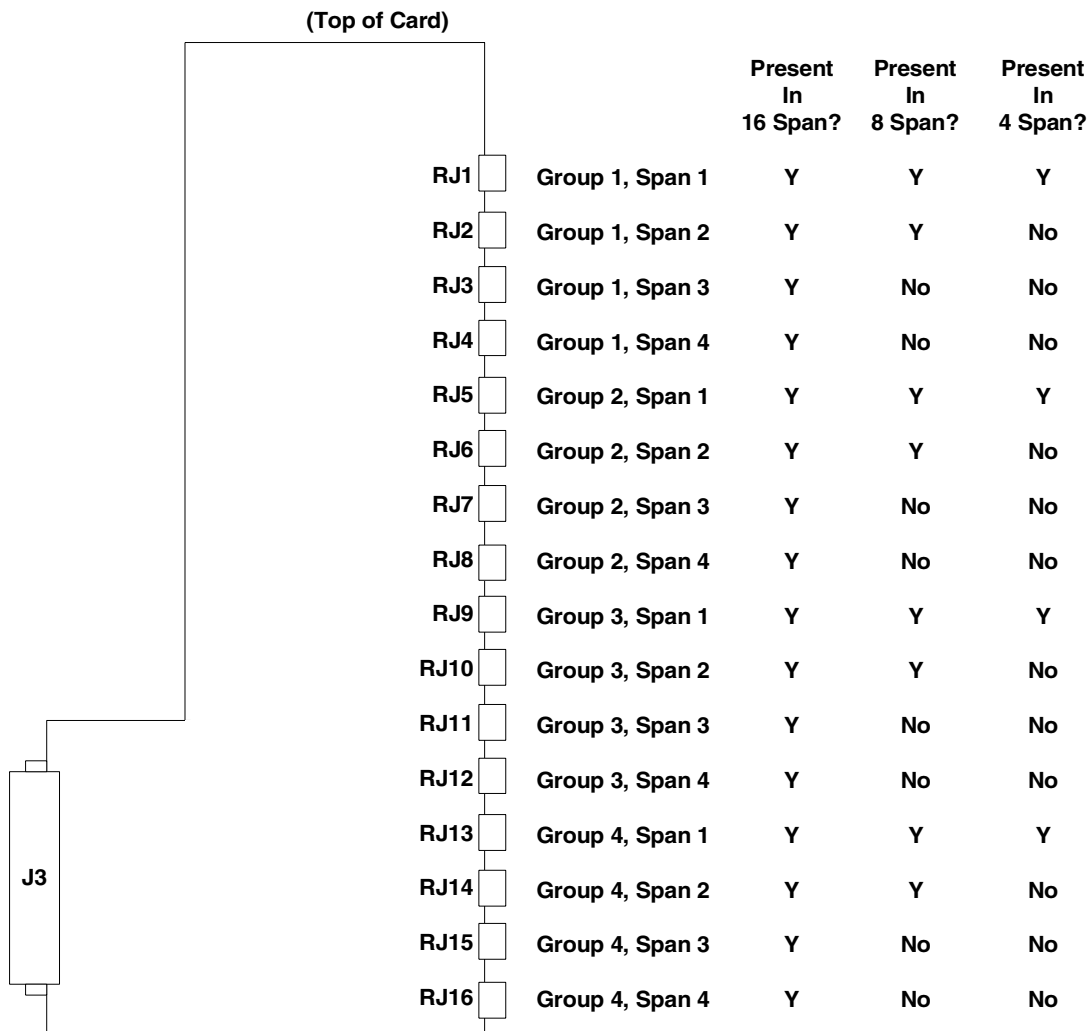 (Top of Card)
Present Present Present
In In In
16 Span? 8 Span? 4 Span?
RJ1 Group 1, Span 1 Y Y Y
RJ2 Group 1, Span 2 Y Y No
RJ3 Group 1, Span 3 Y No No
RJ4 Group 1, Span 4 Y No No
RJ5 Group 2, Span 1 Y Y Y
RJ6 Group 2, Span 2 Y Y No
RJ7 Group 2, Span 3 Y No No
RJ8 Group 2, Span 4 Y No No
RJ9 Group 3, Span 1 Y Y Y
RJ10 Group 3, Span 2 Y Y No
RJ11 Group 3, Span 3 Y No No
RJ12 Group 3, Span 4 Y No No
RJ13 Group 4, Span 1 Y Y Y
J3
RJ14 Group 4, Span 2 Y Y No
RJ15 Group 4, Span 3 Y No No
RJ16 Group 4, Span 4 Y No No